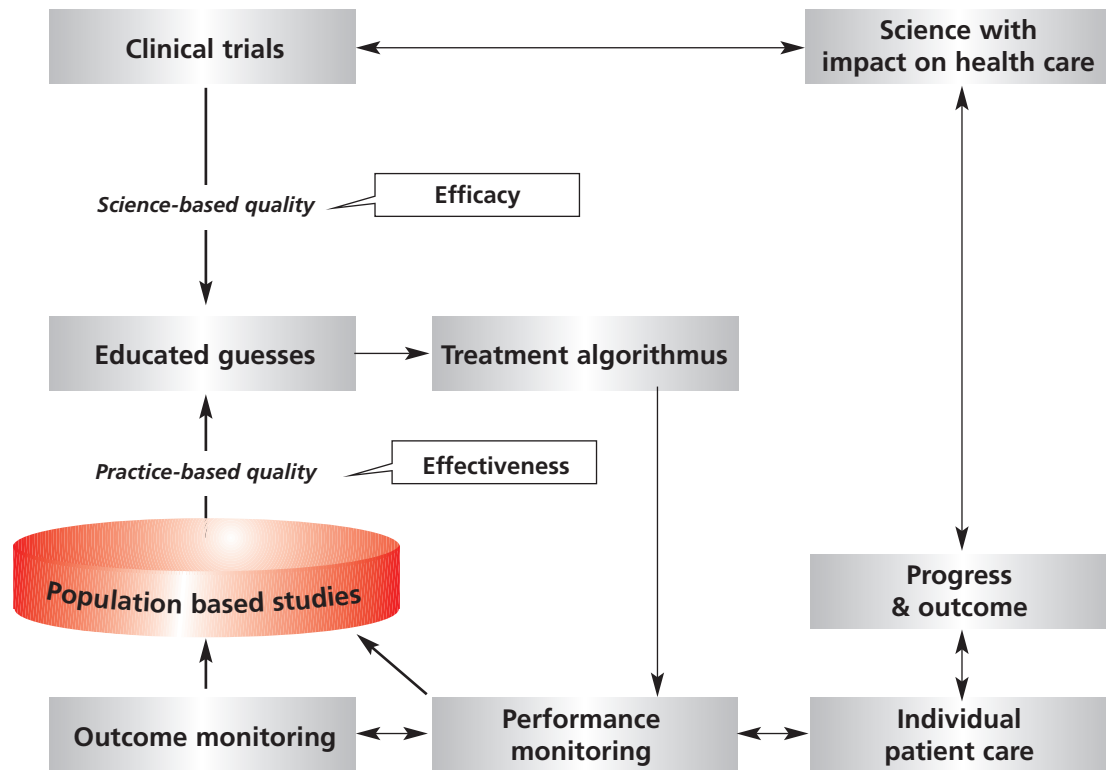 Clinical trials
Science with
impact on health care
Science-based quality
Efficacy
Educated guesses
Treatment algorithmus
Practice-based quality
Effectiveness
Population based studies
Progress
& outcome
Outcome monitoring
Performance
monitoring
Individual
patient care